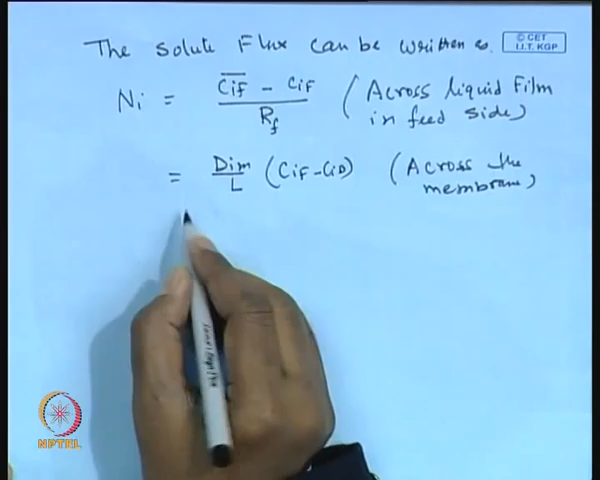 The solute Flux can be written as
© CET
I.I.T. KGP
Ni = (C̅i̅f̅ - CiF) / Rf (Across liquid Film in feed side)
= Dim/L (CiF-CiD) (Across the membrane)
NPTEL